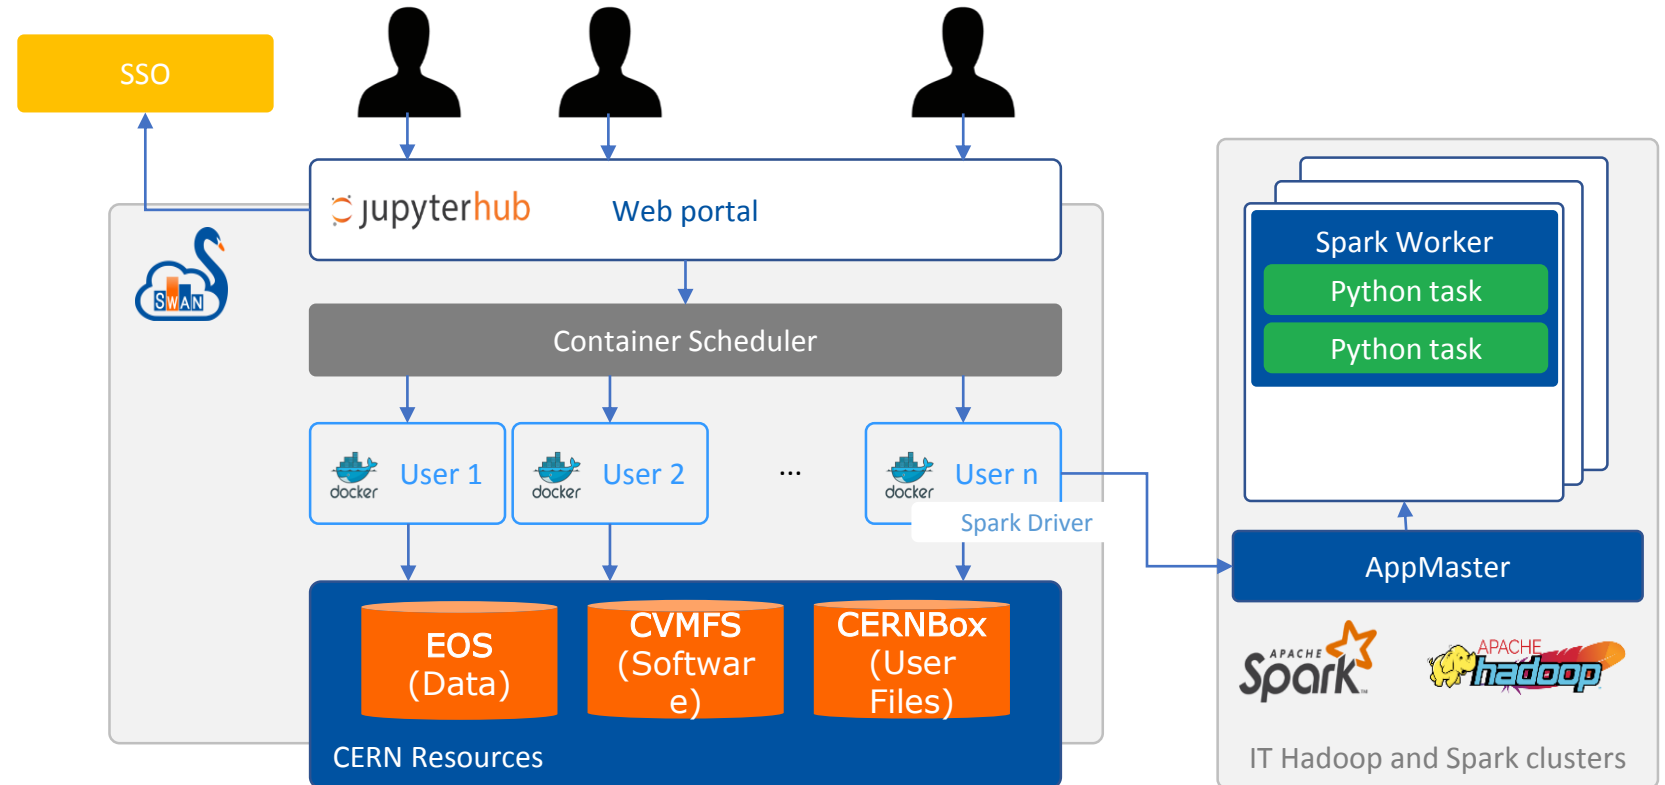 SSO
jupyterhub
Web portal
SWAN
Container Scheduler
docker
User 1
docker
User 2
...
docker
User n
Spark Driver
EOS
(Data)
CVMFS
(Softwar
e)
CERNBox
(User
Files)
CERN Resources
Spark Worker
Python task
Python task
AppMaster
APACHE
Spark™
APACHE
hadoop
IT Hadoop and Spark clusters